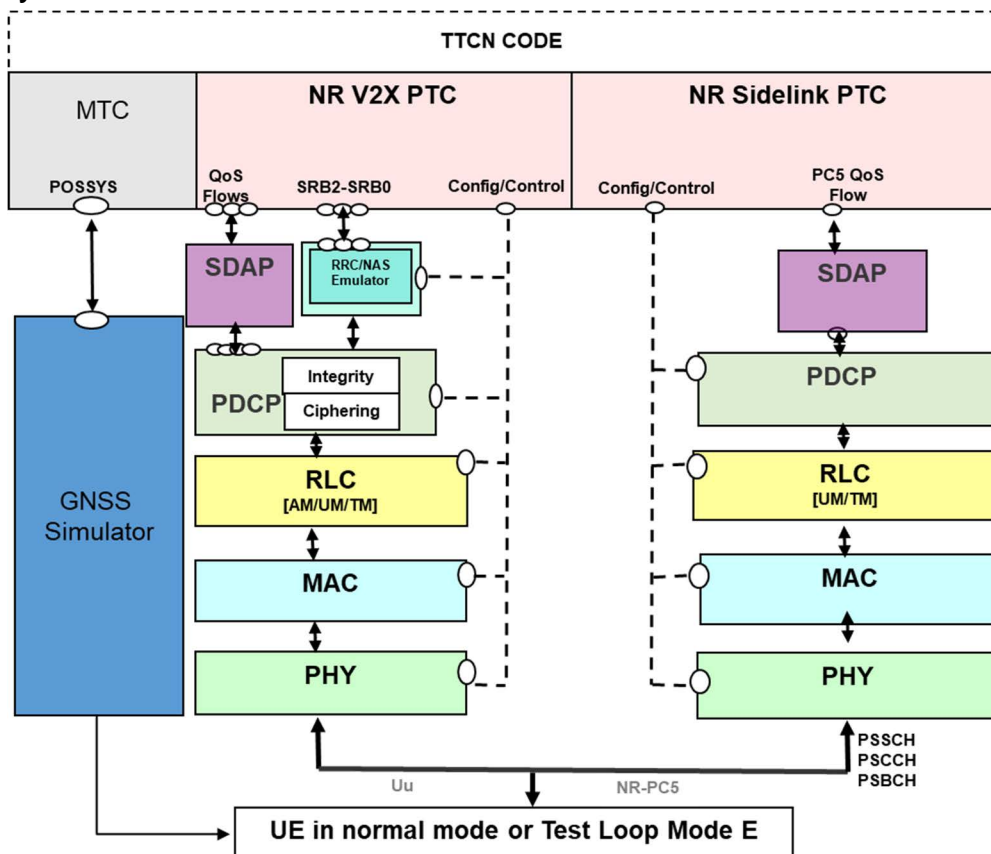 TTCN CODE
MTC
NR V2X PTC
NR Sidelink PTC
POSSYS
QoS
Flows
SRB2-SRB0
Config/Control
Config/Control
PC5 QoS
Flow
SDAP
RRC/NAS
Emulator
SDAP
PDCP
Integrity
Ciphering
PDCP
GNSS
Simulator
RLC
[AM/UM/TM]
RLC
[UM/TM]
MAC
MAC
PHY
PHY
PSSCH
PSCCH
PSBCH
Uu
NR-PC5
UE in normal mode or Test Loop Mode E